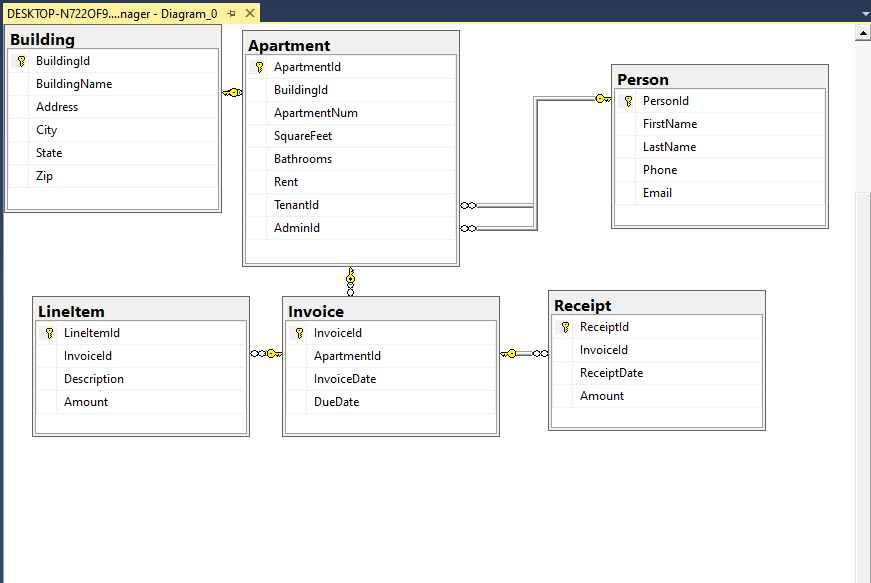 DESKTOP-N722OF9....nager - Diagram_0
Building
BuildingId
BuildingName
Address
City
State
Zip
Apartment
ApartmentId
BuildingId
ApartmentNum
SquareFeet
Bathrooms
Rent
TenantId
AdminId
Person
PersonId
FirstName
LastName
Phone
Email
LineItem
LineItemId
InvoiceId
Description
Amount
Invoice
InvoiceId
ApartmentId
InvoiceDate
DueDate
Receipt
ReceiptId
InvoiceId
ReceiptDate
Amount